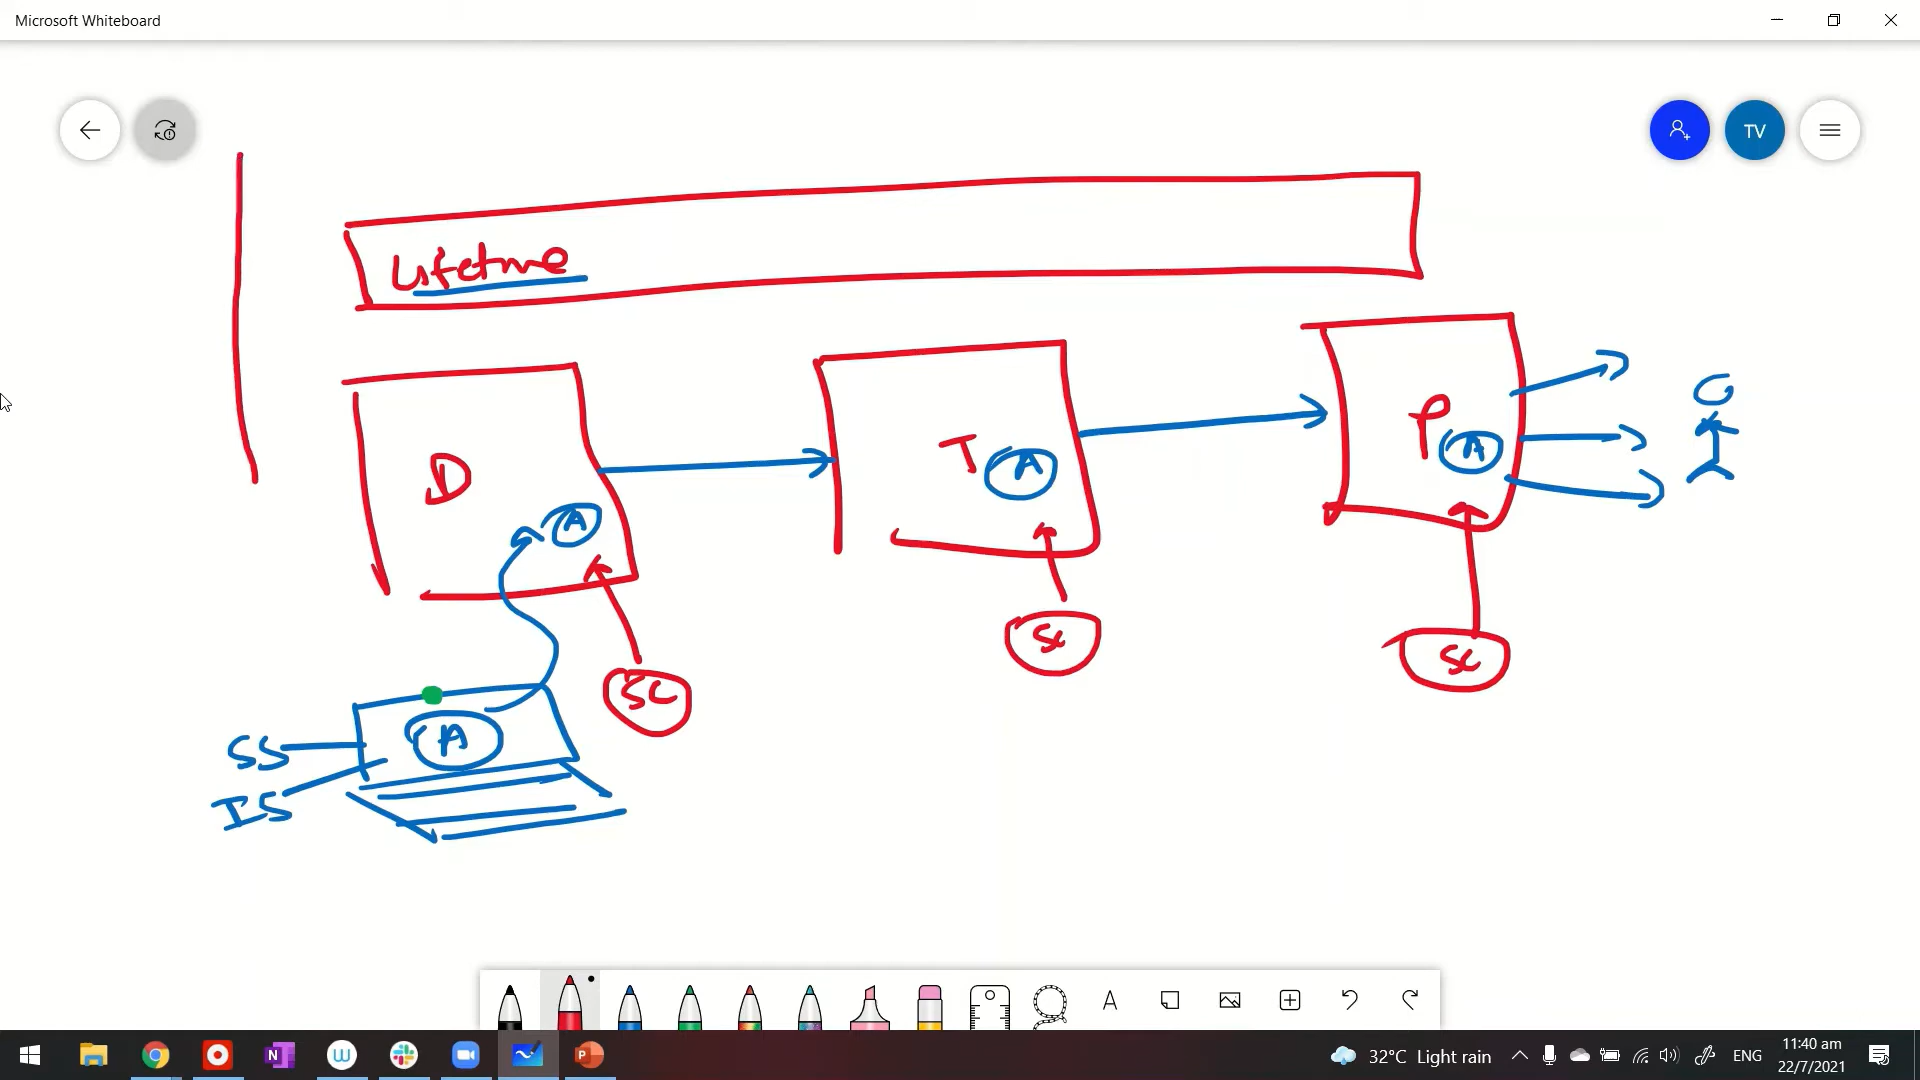 Microsoft Whiteboard
TV
Lifetime
D
A
T
A
P
A
SC
SC
SC
SS
A
IS
A
N
W
P
32°C Light rain
ENG
11:40 am
22/7/2021